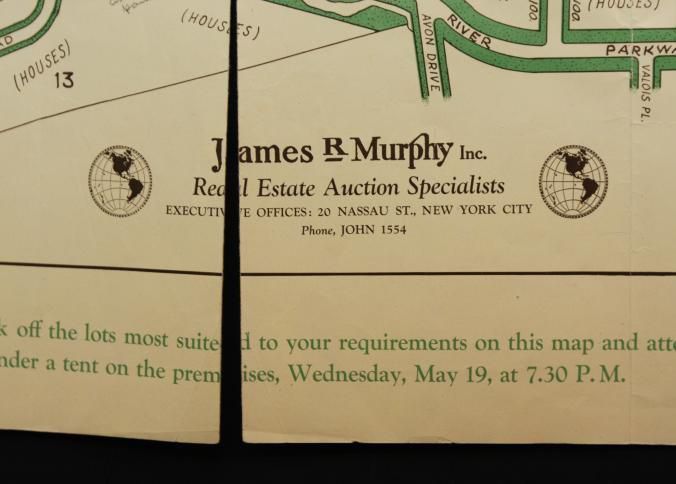 (HOUSES)
(HOUSES)
AVON DRIVE
RIVER
PARKWA
VALOIS PL.
(HOUSES)
13
James R Murphy Inc.
Real Estate Auction Specialists
EXECUTIVE OFFICES: 20 NASSAU ST., NEW YORK CITY
Phone, JOHN 1554
k off the lots most suited to your requirements on this map and atte
nder a tent on the premises, Wednesday, May 19, at 7.30 P. M.